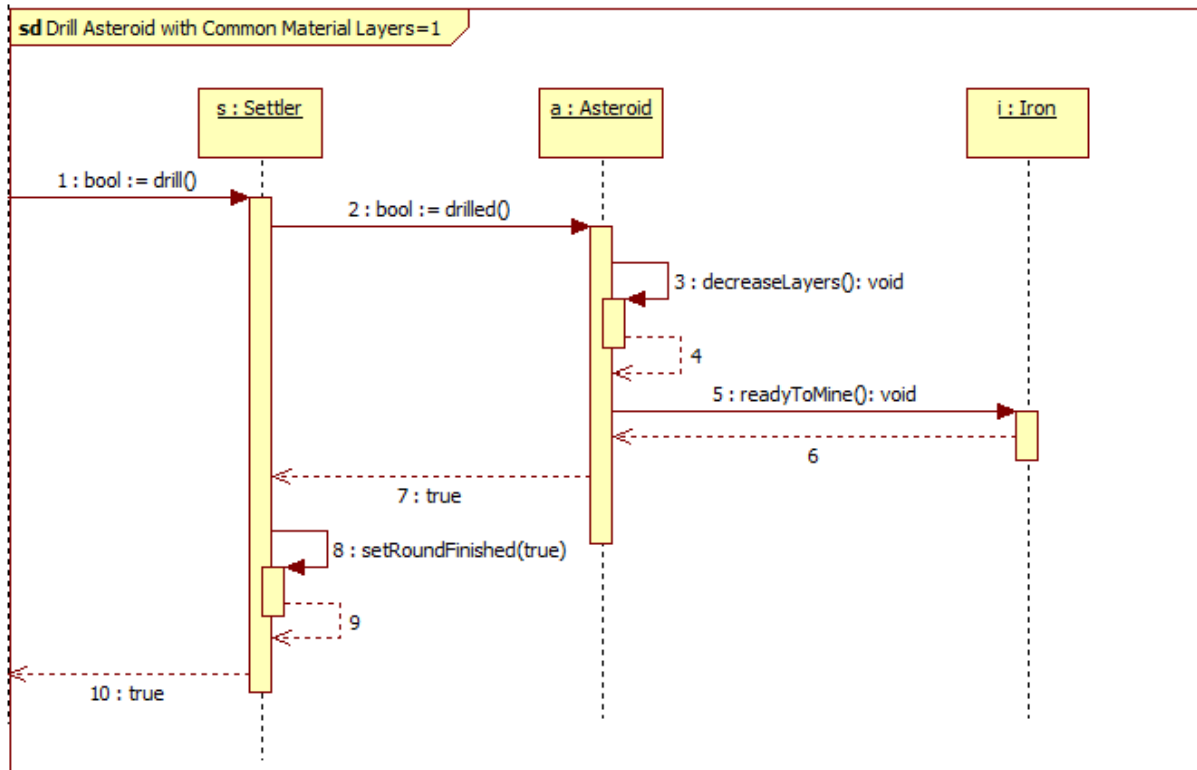 sd Drill Asteroid with Common Material Layers=1
s : Settler
a : Asteroid
i : Iron
1 : bool := drill()
2 : bool := drilled()
3 : decreaseLayers(): void
4
5 : readyToMine(): void
6
7 : true
8 : setRoundFinished(true)
9
10 : true